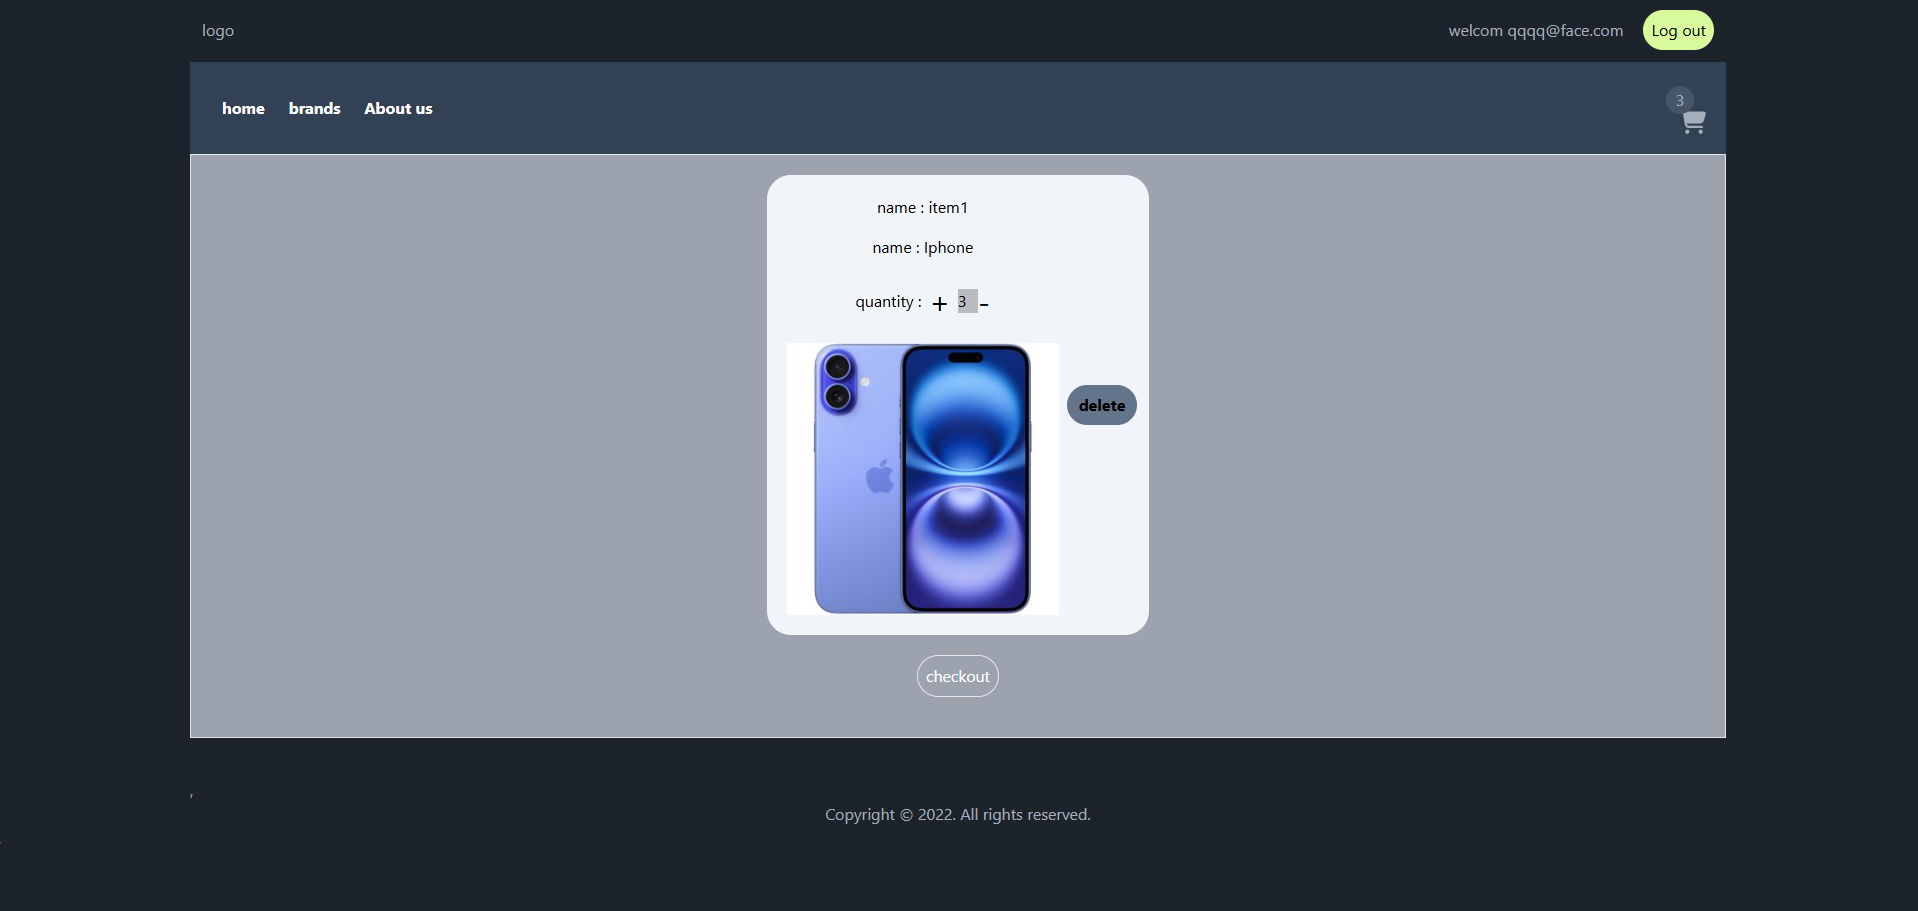 logo
welcom qqqq@face.com
Log out
home
brands
About us
3
name : item1
name : Iphone
quantity : + 3 -
delete
checkout
,
Copyright © 2022. All rights reserved.